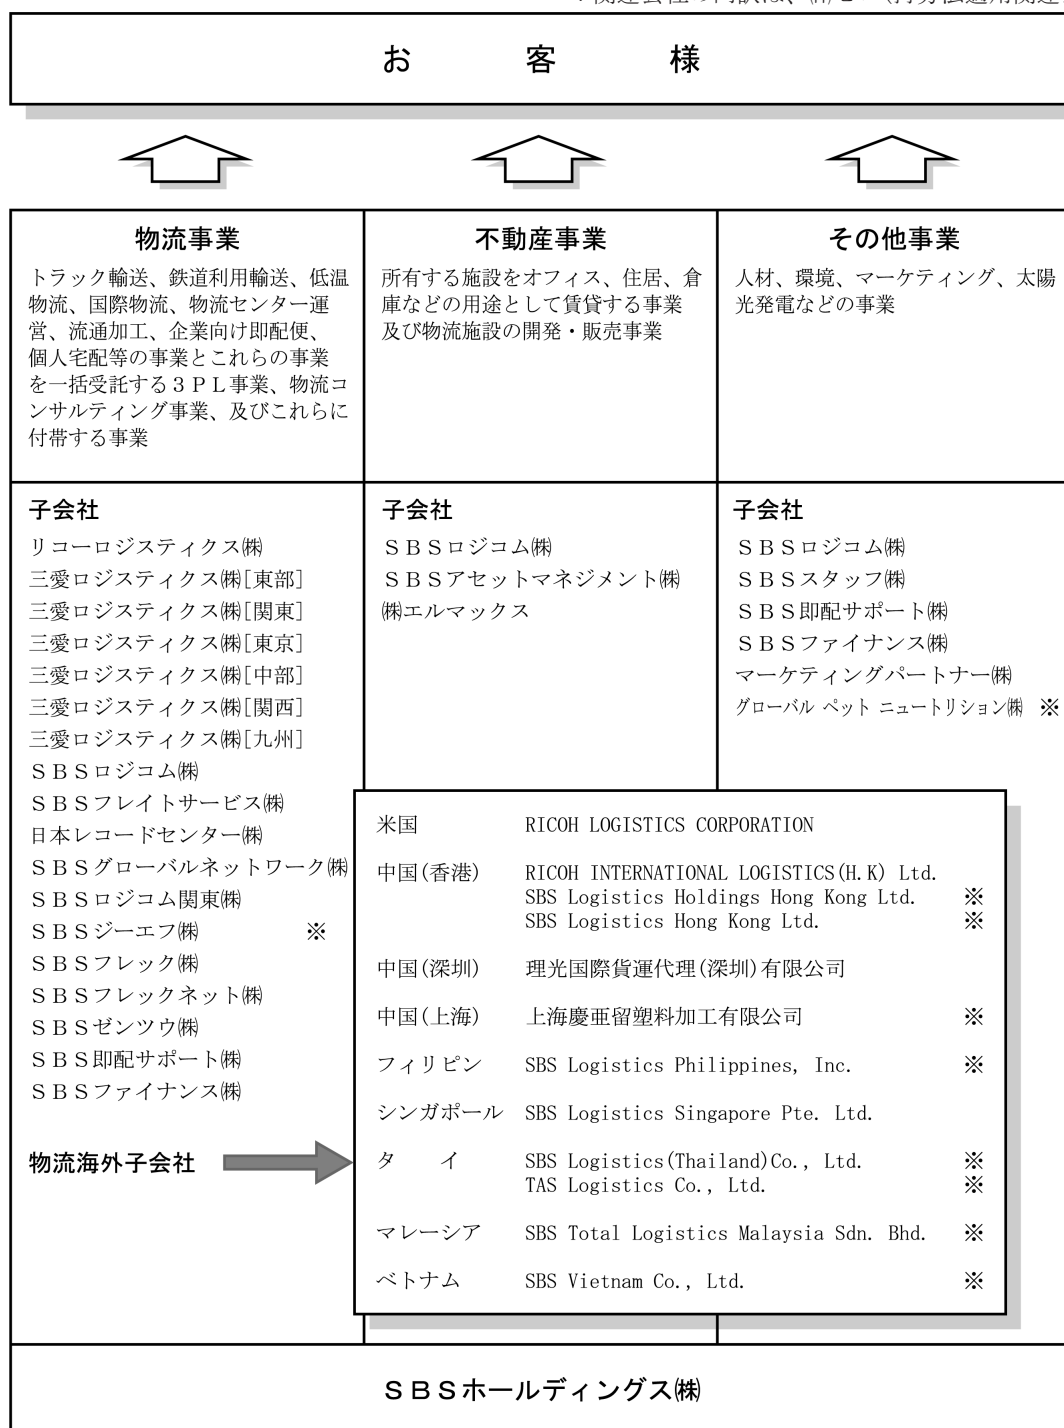 お 客 様
物流事業
トラック輸送、鉄道利用輸送、低温
物流、国際物流、物流センター運
営、流通加工、企業向け即配便、
個人宅配等の事業とこれらの事業
を一括受託する３ＰＬ事業、物流コ
ンサルティング事業、及びこれらに
付帯する事業
不動産事業
所有する施設をオフィス、住居、倉
庫などの用途として賃貸する事業
及び物流施設の開発・販売事業
その他事業
人材、環境、マーケティング、太陽
光発電などの事業
子会社
リコーロジスティクス㈱
三愛ロジスティクス㈱[東部]
三愛ロジスティクス㈱[関東]
三愛ロジスティクス㈱[東京]
三愛ロジスティクス㈱[中部]
三愛ロジスティクス㈱[関西]
三愛ロジスティクス㈱[九州]
ＳＢＳロジコム㈱
ＳＢＳフレイトサービス㈱
日本レコードセンター㈱
ＳＢＳグローバルネットワーク㈱
ＳＢＳロジコム関東㈱
ＳＢＳジーエフ㈱ ※
ＳＢＳフレック㈱
ＳＢＳフレックネット㈱
ＳＢＳゼンツウ㈱
ＳＢＳ即配サポート㈱
ＳＢＳファイナンス㈱
物流海外子会社
子会社
ＳＢＳロジコム㈱
ＳＢＳアセットマネジメント㈱
㈱エルマックス
子会社
ＳＢＳロジコム㈱
ＳＢＳスタッフ㈱
ＳＢＳ即配サポート㈱
ＳＢＳファイナンス㈱
マーケティングパートナー㈱
グローバル ペット ニュートリション㈱ ※
米国 RICOH LOGISTICS CORPORATION
中国(香港) RICOH INTERNATIONAL LOGISTICS(H.K) Ltd.
SBS Logistics Holdings Hong Kong Ltd. ※
SBS Logistics Hong Kong Ltd. ※
中国(深圳) 理光国際貨運代理(深圳)有限公司
中国(上海) 上海慶亜留塑料加工有限公司 ※
フィリピン SBS Logistics Philippines, Inc. ※
シンガポール SBS Logistics Singapore Pte. Ltd.
タ イ SBS Logistics(Thailand)Co., Ltd. ※
TAS Logistics Co., Ltd. ※
マレーシア SBS Total Logistics Malaysia Sdn. Bhd. ※
ベトナム SBS Vietnam Co., Ltd. ※
ＳＢＳホールディングス㈱